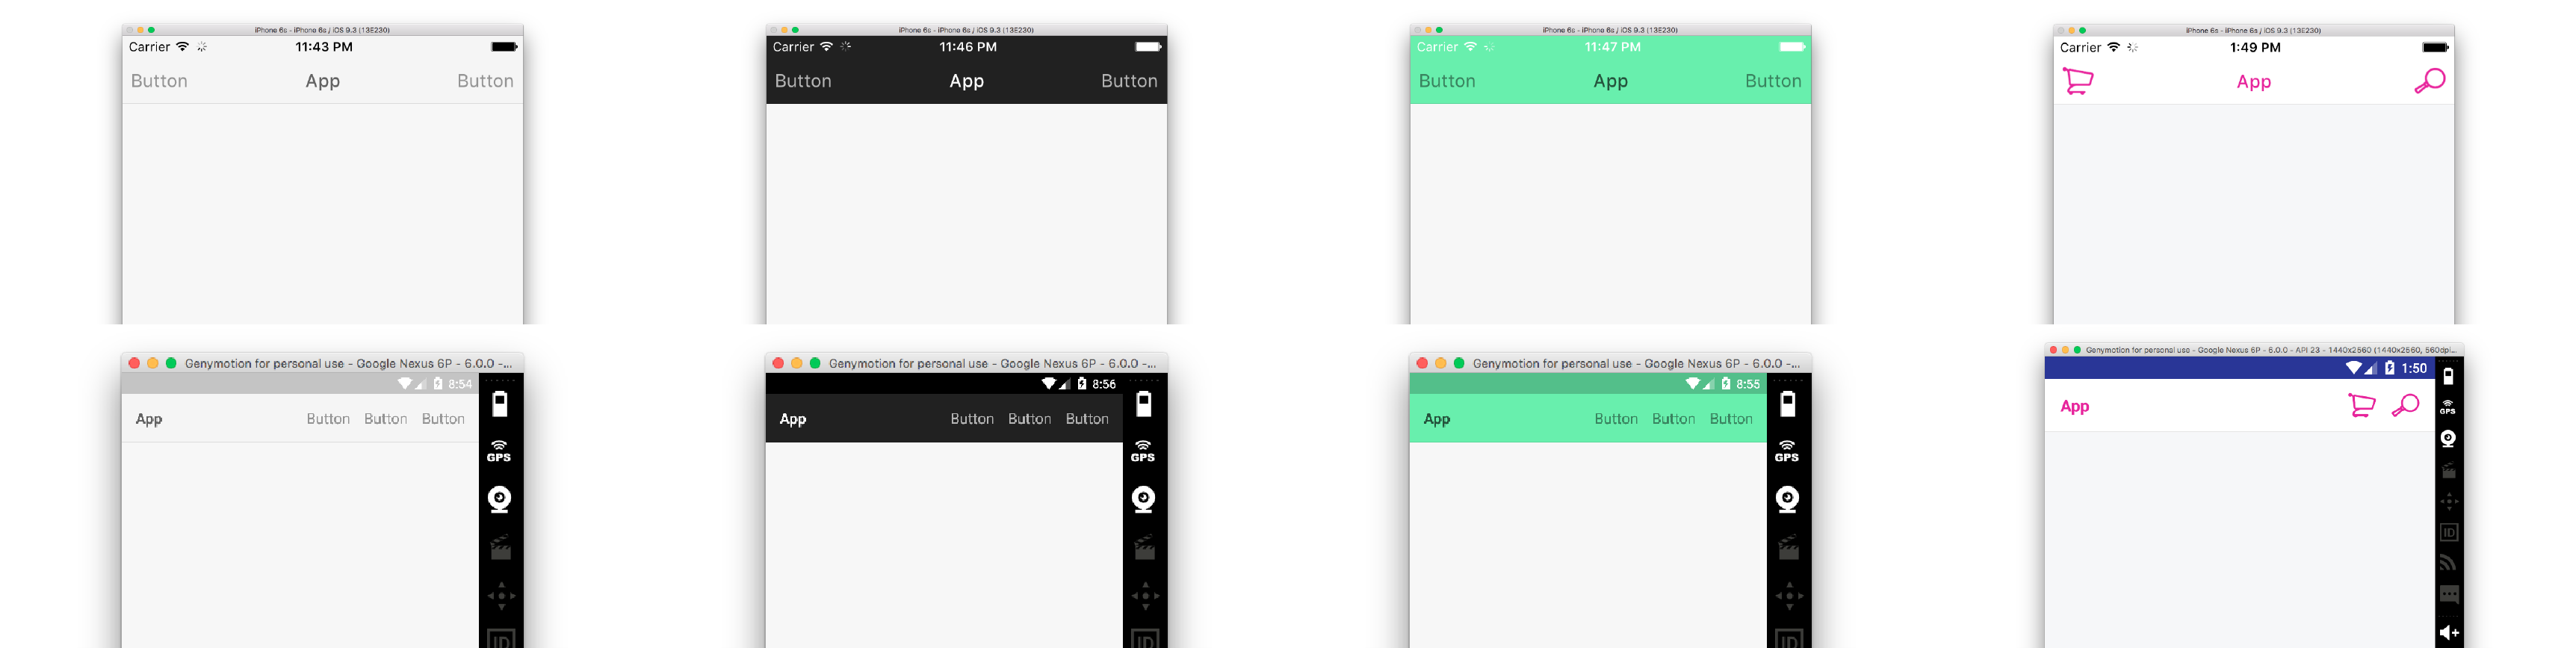 iPhone 6s - iPhone 6s / iOS 9.3 (13E230)
Carrier 11:43 PM
Button App Button
iPhone 6s - iPhone 6s / iOS 9.3 (13E230)
Carrier 11:46 PM
Button App Button
iPhone 6s - iPhone 6s / iOS 9.3 (13E230)
Carrier 11:47 PM
Button App Button
iPhone 6s - iPhone 6s / iOS 9.3 (13E230)
Carrier 1:49 PM
App
Genymotion for personal use - Google Nexus 6P - 6.0.0 -...
8:54
App Button Button Button
GPS
ID
Genymotion for personal use - Google Nexus 6P - 6.0.0 -...
8:56
App Button Button Button
GPS
ID
Genymotion for personal use - Google Nexus 6P - 6.0.0 -...
8:55
App Button Button Button
GPS
ID
Genymotion for personal use - Google Nexus 6P - 6.0.0 - API 23 - 1440x2560 (1440x2560, 560dpi...
1:50
App
GPS
ID